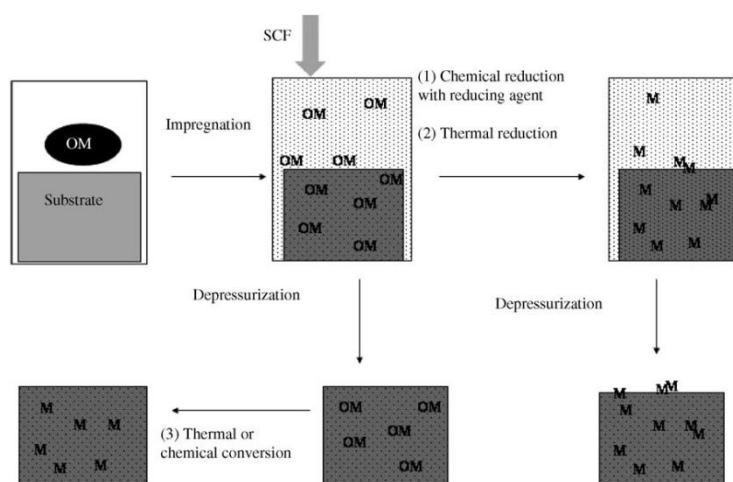 SCF
(1) Chemical reduction
with reducing agent
(2) Thermal reduction
Impregnation
OM
Substrate
OM
OM
OM
OM
OM
OM
OM
OM
OM
M
M
M
M
M
M
M
M
M
M
M
Depressurization
Depressurization
M
M
M
M
M
M
(3) Thermal or
chemical conversion
OM
OM
OM
OM
OM
M
M
M
M
M
M
M
M
M